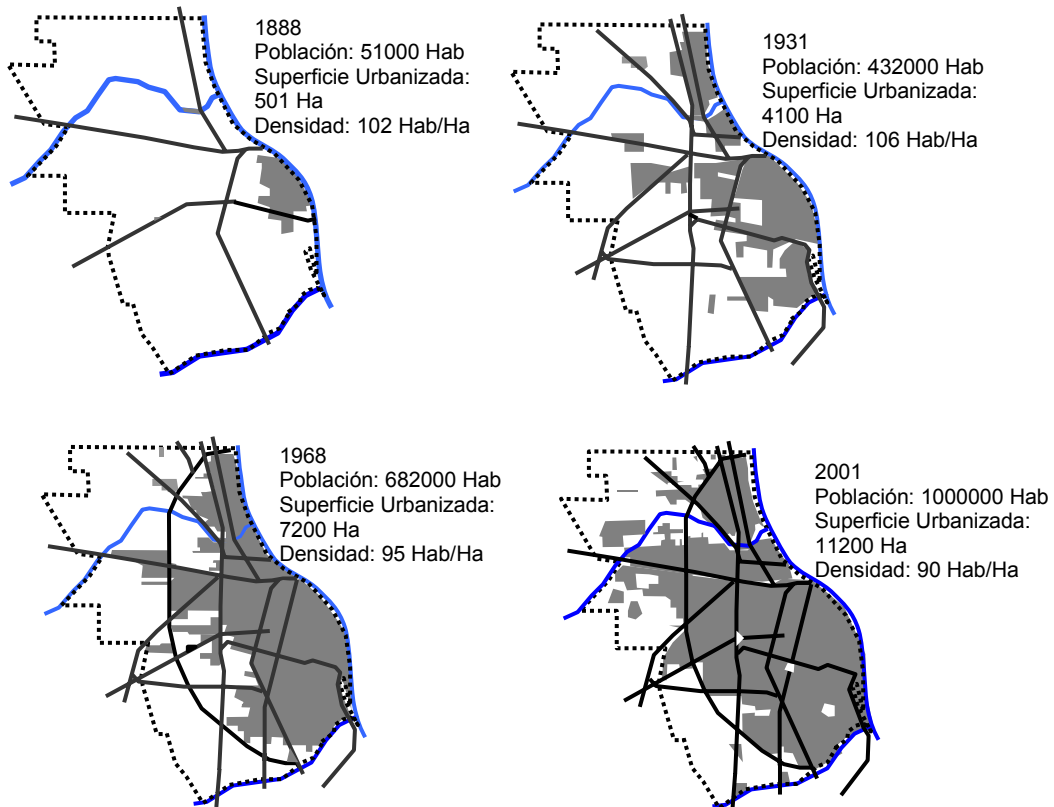 1888
Población: 51000 Hab
Superficie Urbanizada:
501 Ha
Densidad: 102 Hab/Ha
1931
Población: 432000 Hab
Superficie Urbanizada:
4100 Ha
Densidad: 106 Hab/Ha
1968
Población: 682000 Hab
Superficie Urbanizada:
7200 Ha
Densidad: 95 Hab/Ha
2001
Población: 1000000 Hab
Superficie Urbanizada:
11200 Ha
Densidad: 90 Hab/Ha